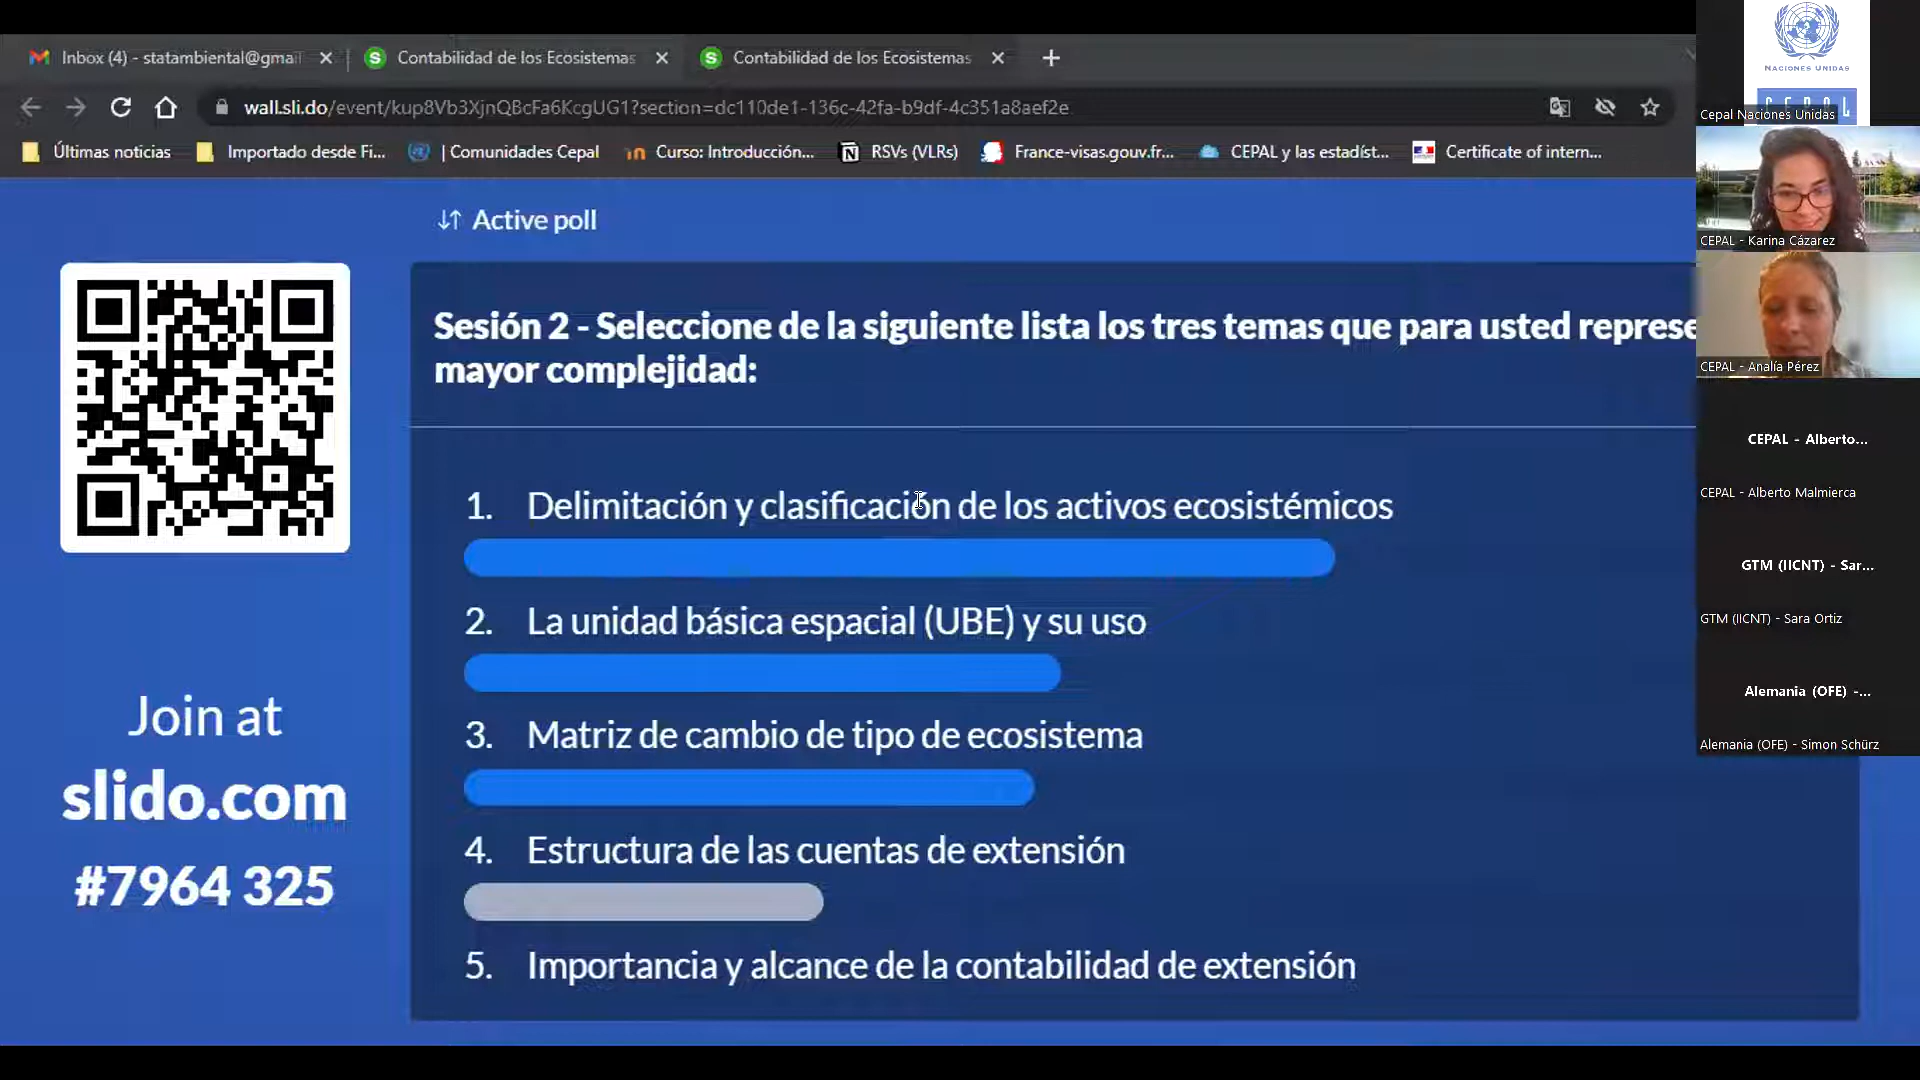 Inbox (4) - statambiental@gmai
Contabilidad de los Ecosistemas
Contabilidad de los Ecosistemas
wall.sli.do/event/kup8Vb3XjnQBcFa6KcgUG1?section=dc110de1-136c-42fa-b9df-4c351a8aef2e
Últimas noticias
Importado desde Fi...
| Comunidades Cepal
Curso: Introducción...
RSVs (VLRs)
France-visas.gouv.fr...
CEPAL y las estadíst...
Certificate of intern...
Active poll
Sesión 2 - Seleccione de la siguiente lista los tres temas que para usted represe
mayor complejidad:
1. Delimitación y clasificación de los activos ecosistémicos
2. La unidad básica espacial (UBE) y su uso
3. Matriz de cambio de tipo de ecosistema
4. Estructura de las cuentas de extensión
5. Importancia y alcance de la contabilidad de extensión
Join at
slido.com
#7964 325
NACIONES UNIDAS
CEPAL
Cepal Naciones Unidas
CEPAL - Karina Cázarez
CEPAL - Analía Pérez
CEPAL - Alberto...
CEPAL - Alberto Malmierca
GTM (IICNT) - Sar...
GTM (IICNT) - Sara Ortiz
Alemania (OFE) -...
Alemania (OFE) - Simon Schürz